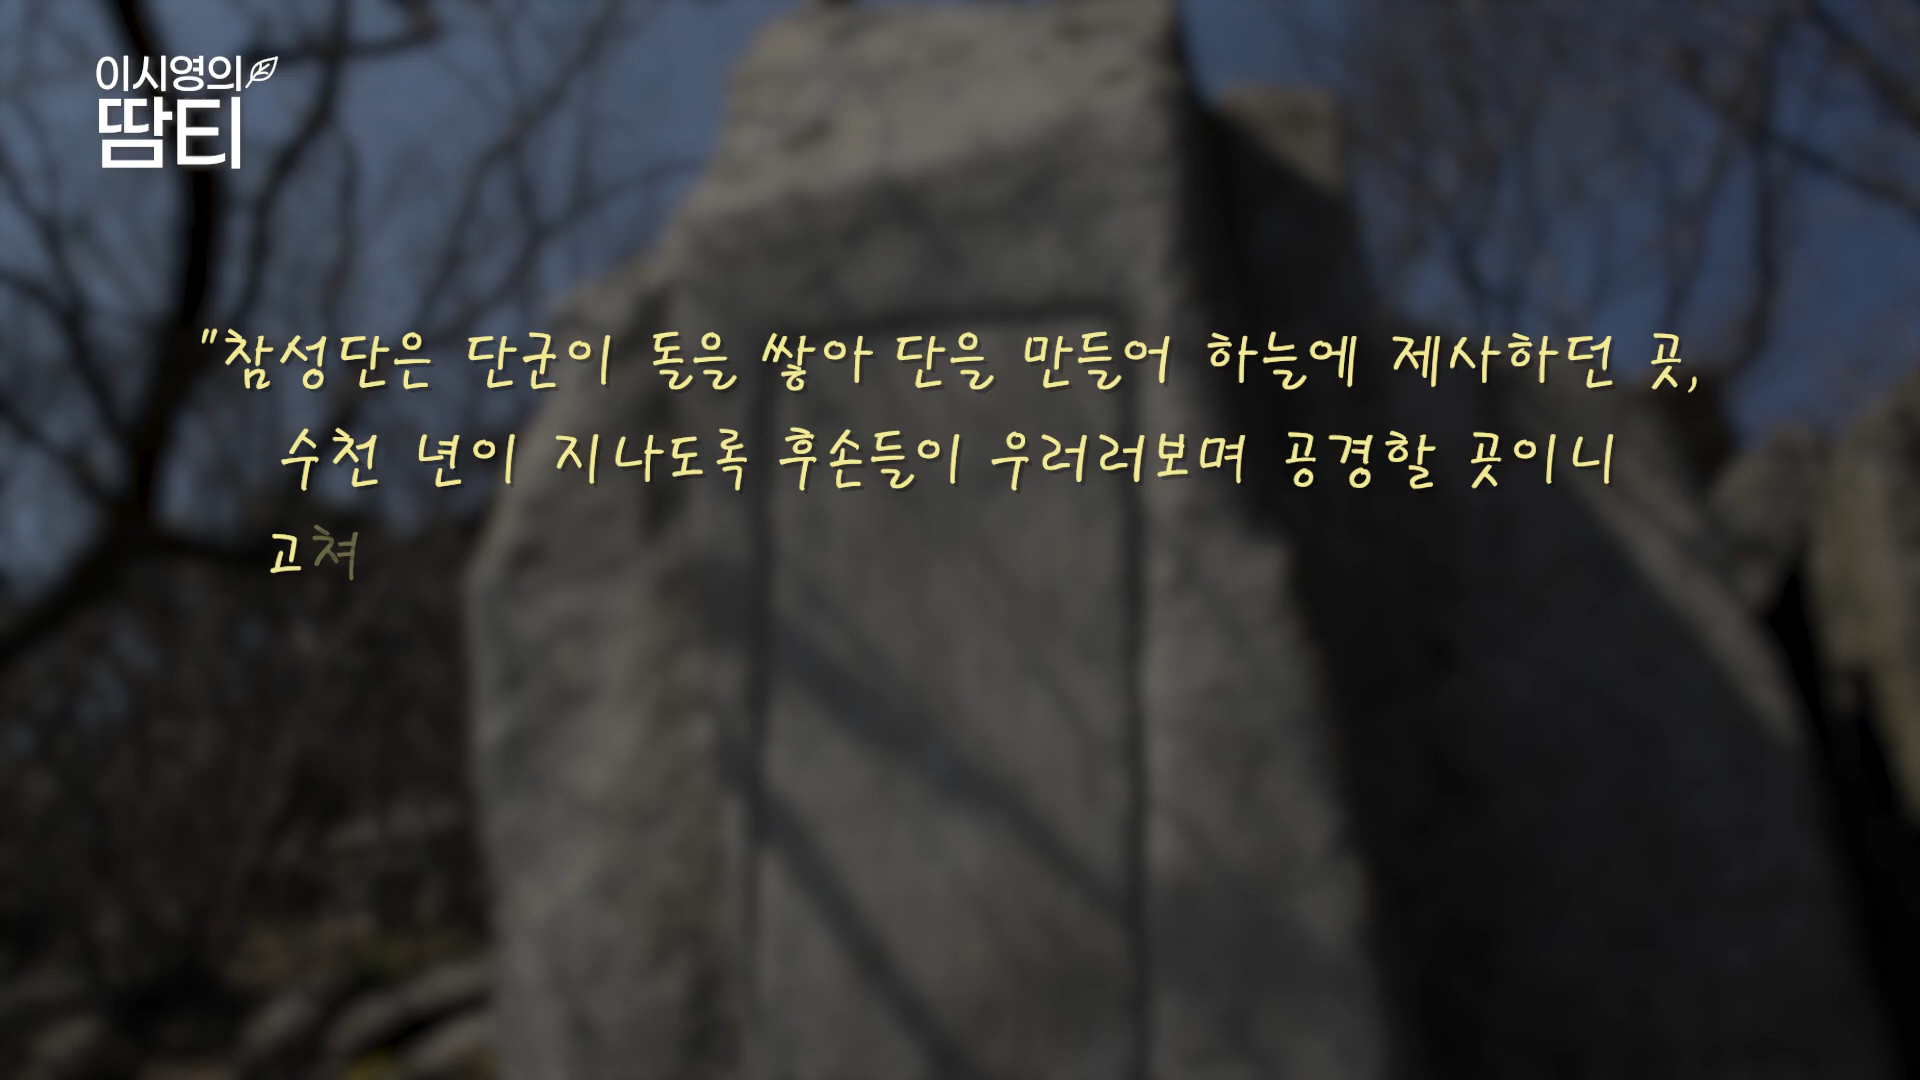 이시영의
땀티
"참성단은 단군이 돌을 쌓아 단을 만들어 하늘에 제사하던 곳,
수천 년이 지나도록 후손들이 우러러보며 공경할 곳이니
고쳐